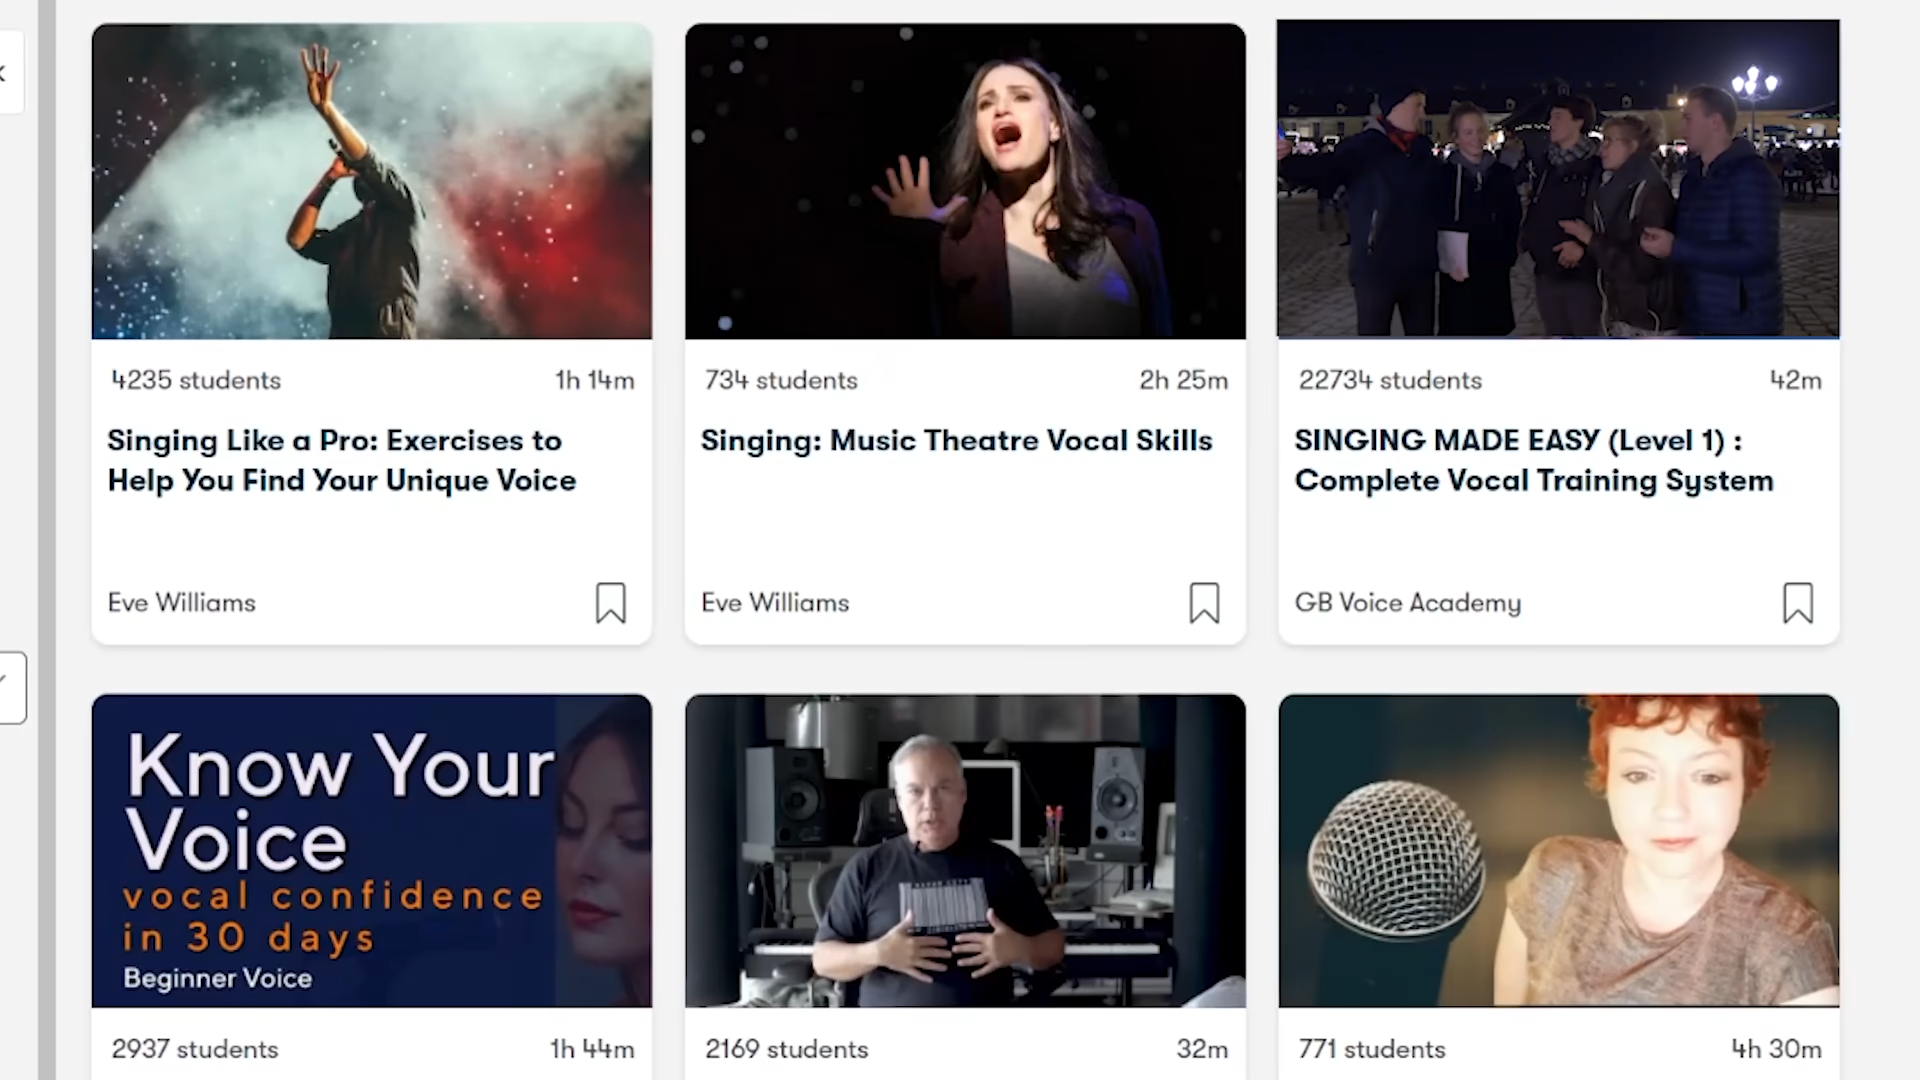 4235 students 1h 14m
Singing Like a Pro: Exercises to
Help You Find Your Unique Voice
Eve Williams
734 students 2h 25m
Singing: Music Theatre Vocal Skills
Eve Williams
22734 students 42m
SINGING MADE EASY (Level 1) :
Complete Vocal Training System
GB Voice Academy
Know Your
Voice
vocal confidence
in 30 days
Beginner Voice
2937 students 1h 44m
2169 students 32m
771 students 4h 30m